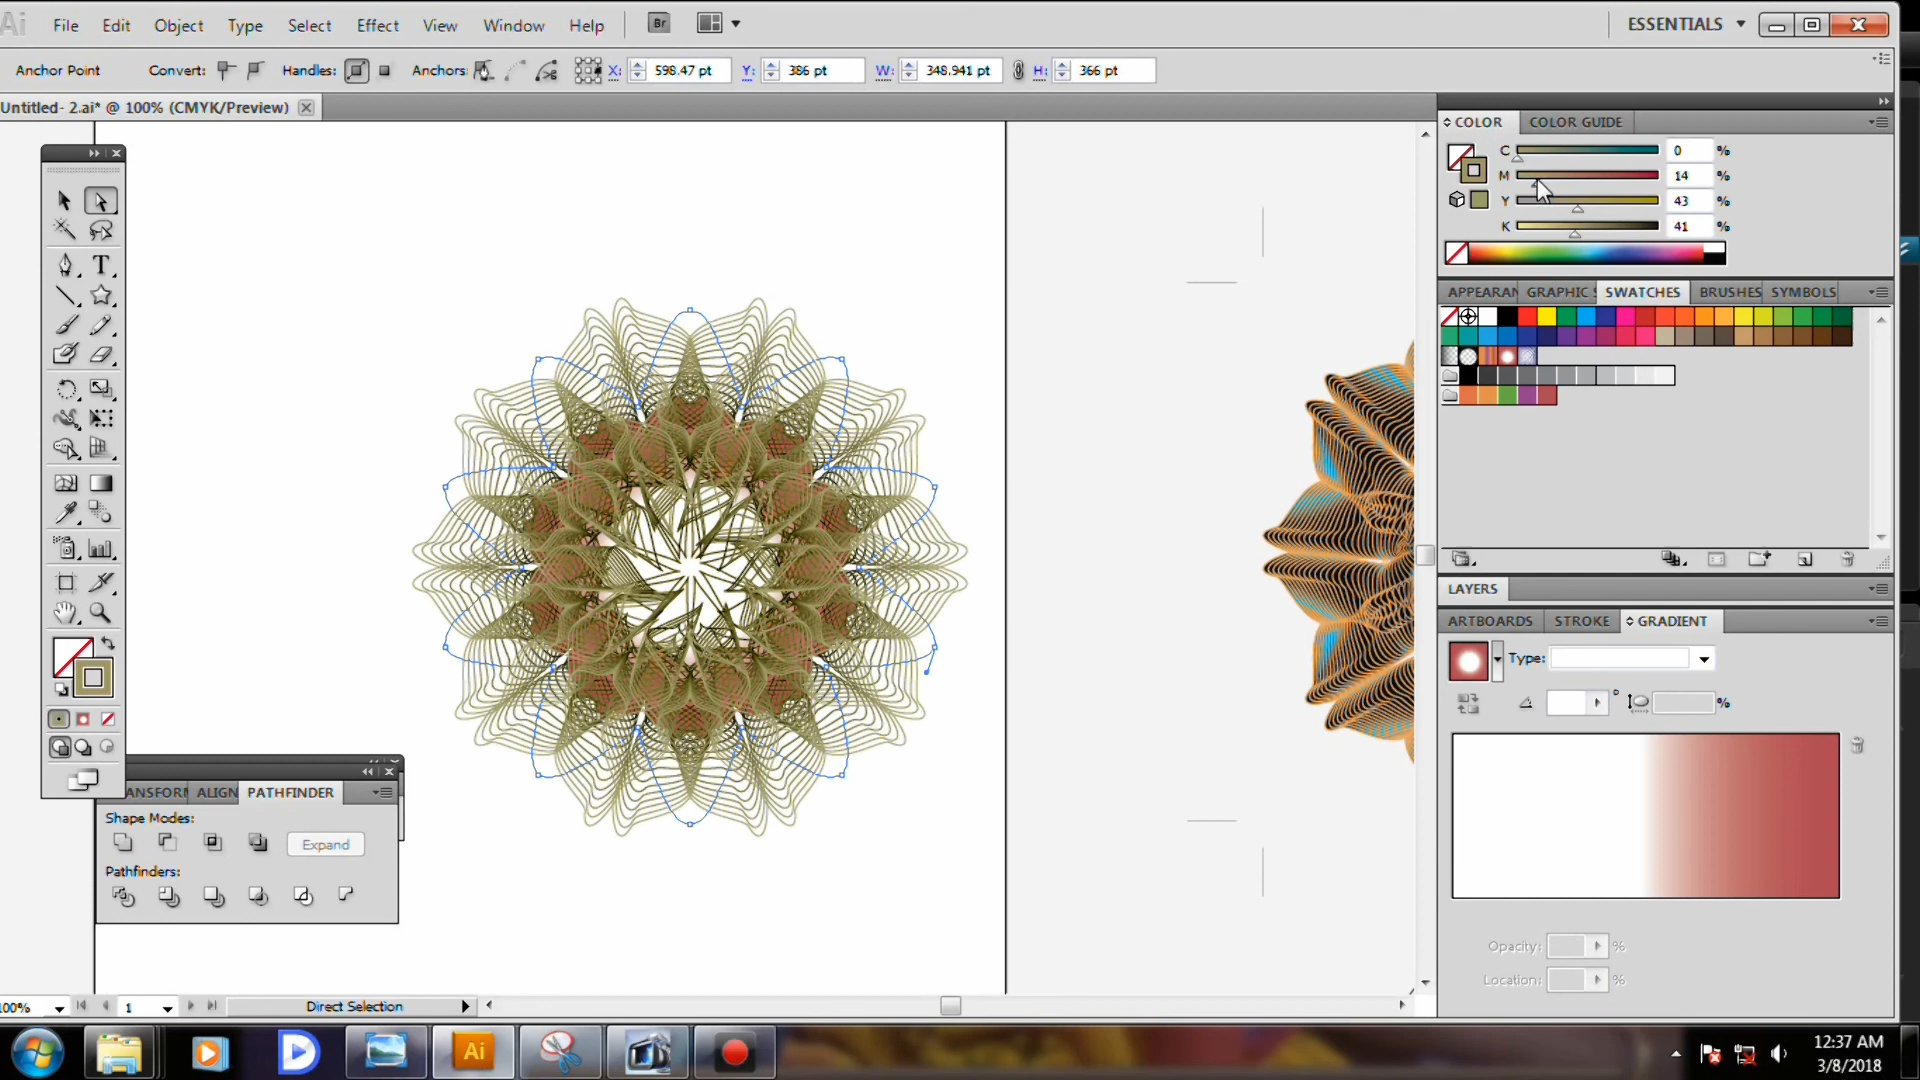 Ai File Edit Object Type Select Effect View Window Help Br ESSENTIALS
Anchor Point Convert: Handles: Anchors: X: 598.47 pt Y: 386 pt W: 348.941 pt H: 366 pt
Untitled- 2.ai* @ 100% (CMYK/Preview)
COLOR COLOR GUIDE
C 0 %
M 14 %
Y 43 %
K 41 %
APPEARAN GRAPHIC S SWATCHES BRUSHES SYMBOLS
LAYERS
ARTBOARDS STROKE GRADIENT
Type:
° %
Opacity: %
Location: %
T
ANSFORM ALIGN PATHFINDER
Shape Modes:
Expand
Pathfinders:
100% 1 Direct Selection
Ai
12:37 AM
3/8/2018